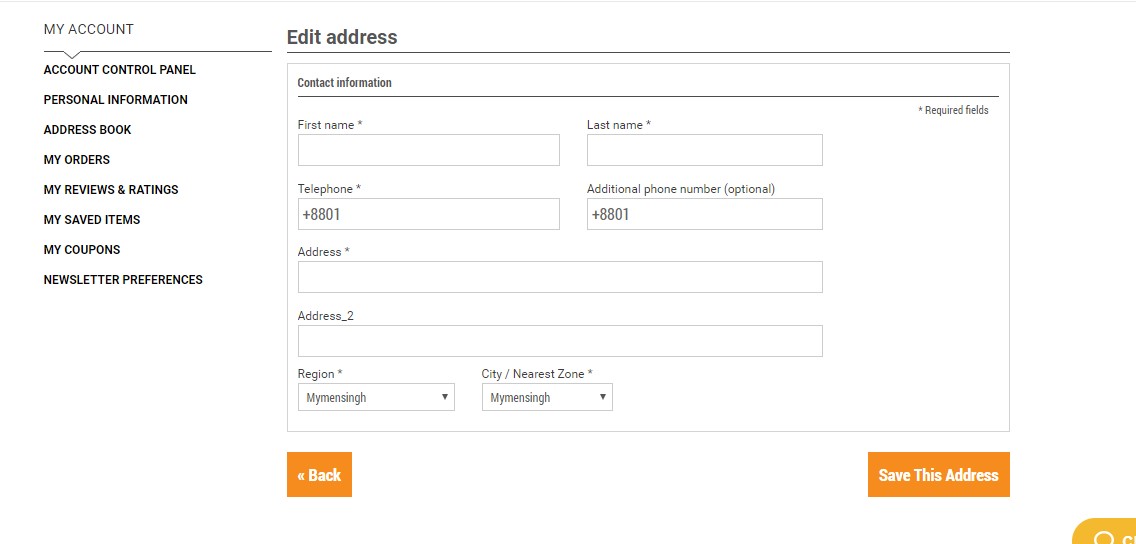 MY ACCOUNT
ACCOUNT CONTROL PANEL
PERSONAL INFORMATION
ADDRESS BOOK
MY ORDERS
MY REVIEWS & RATINGS
MY SAVED ITEMS
MY COUPONS
NEWSLETTER PREFERENCES
Edit address
Contact information
* Required fields
First name * Last name *
Telephone * Additional phone number (optional)
+8801 +8801
Address *
Address_2
Region * City / Nearest Zone *
Mymensingh Mymensingh
« Back Save This Address